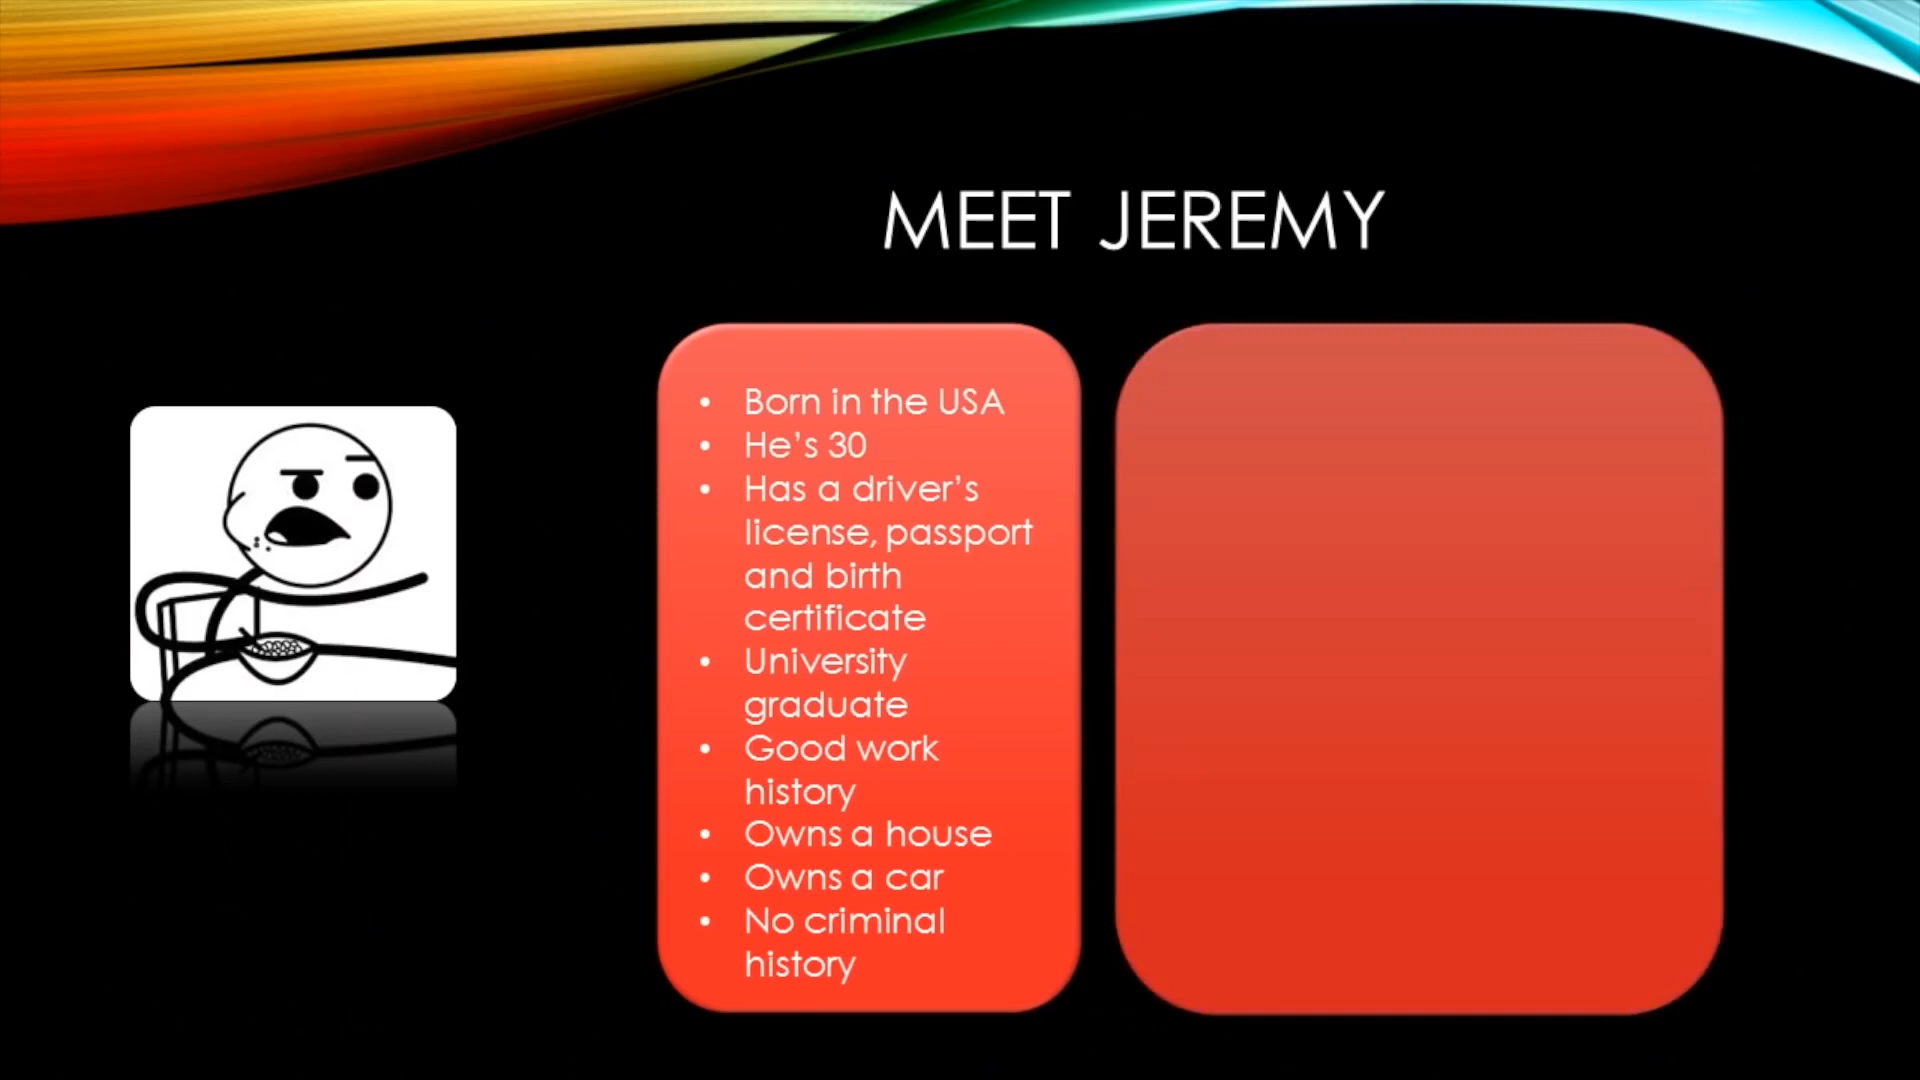 MEET JEREMY
• Born in the USA
• He’s 30
• Has a driver’s
license, passport
and birth
certificate
• University
graduate
• Good work
history
• Owns a house
• Owns a car
• No criminal
history